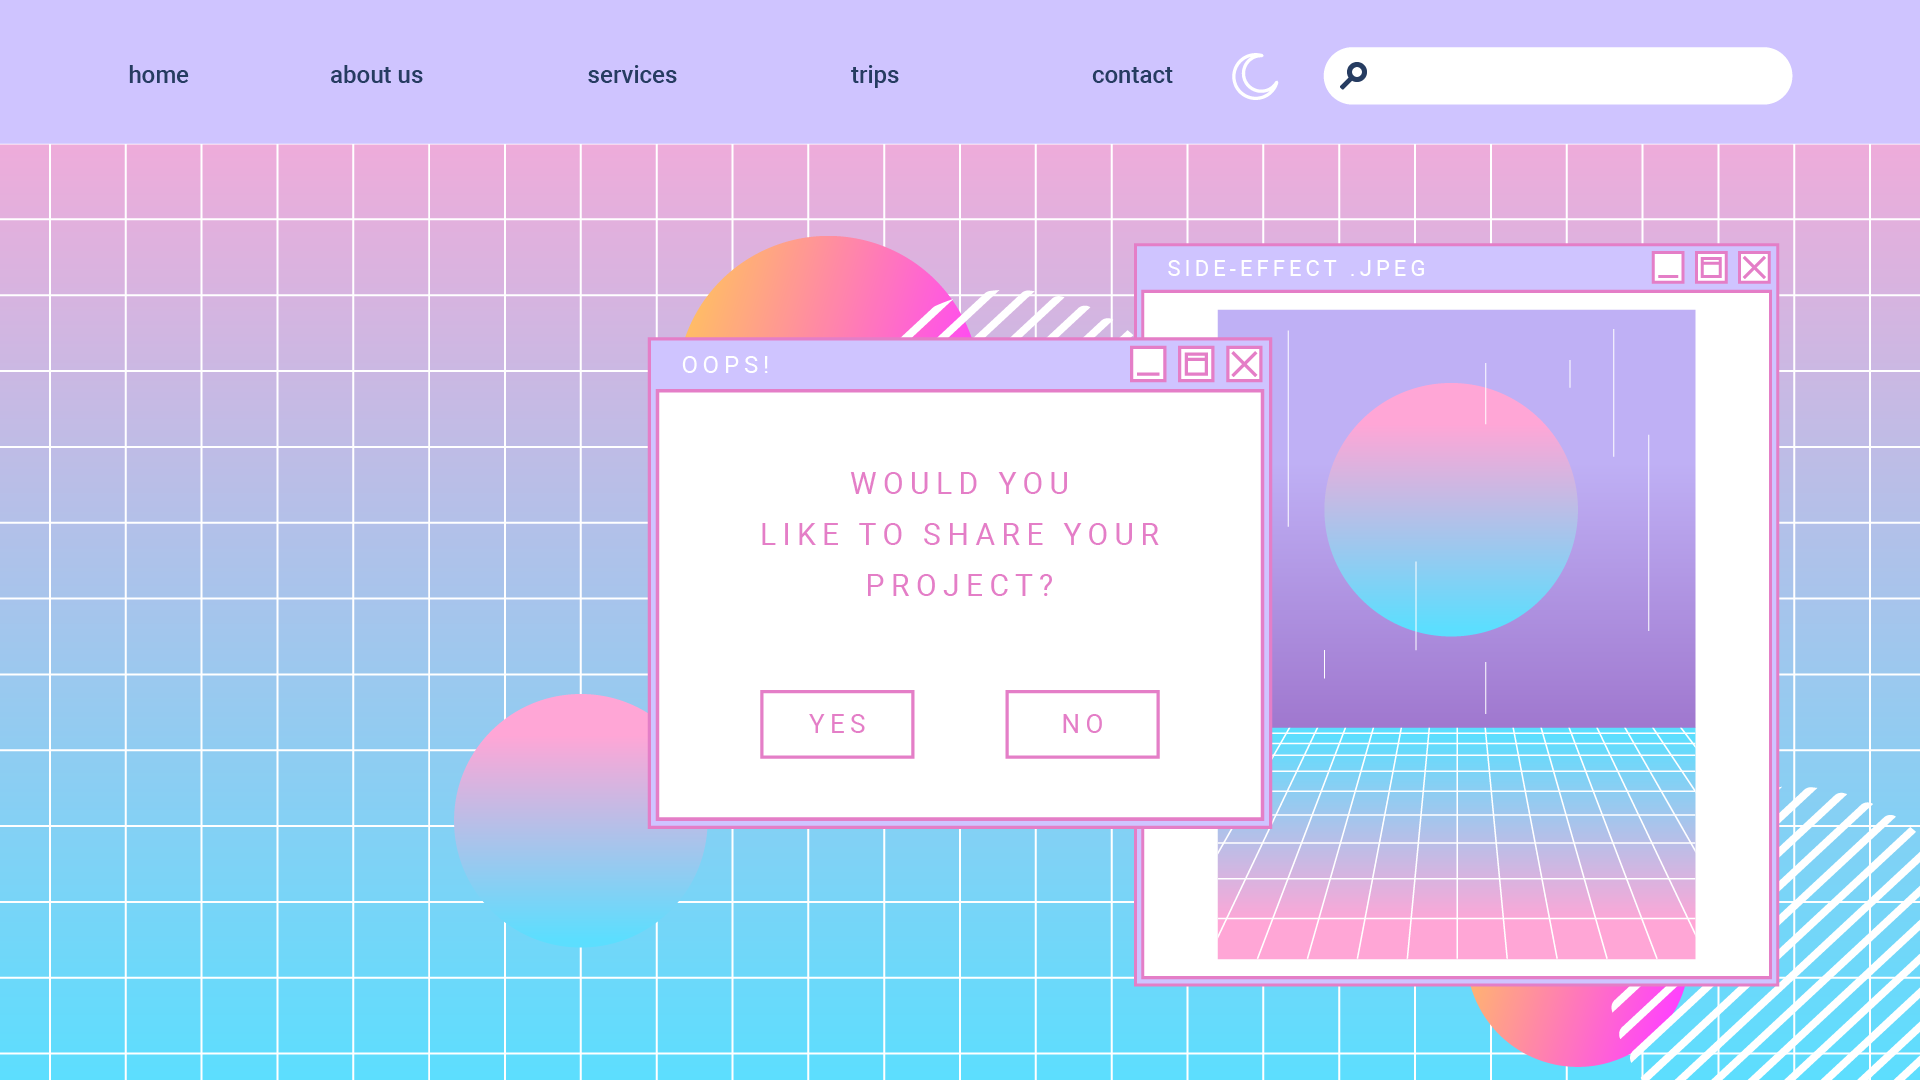 home
about us
services
trips
contact
SIDE-EFFECT .JPEG
OOPS!
WOULD YOU
LIKE TO SHARE YOUR
PROJECT?
YES
NO